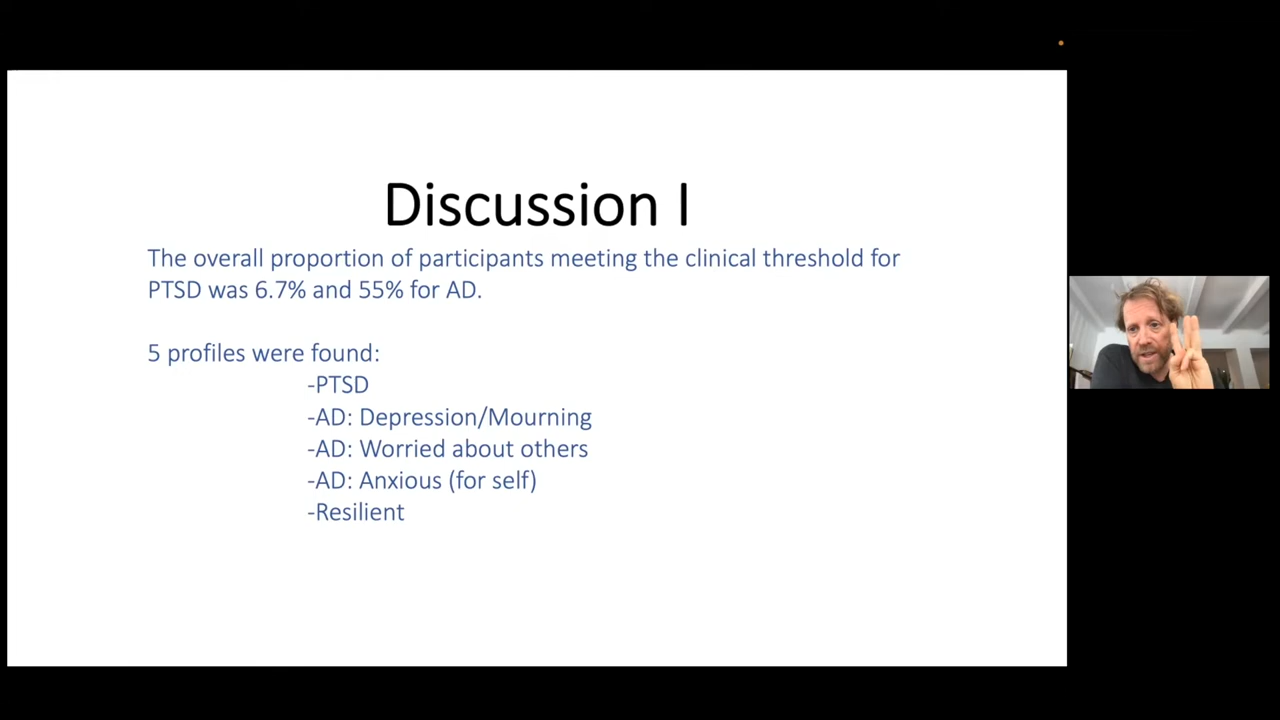 Discussion I
The overall proportion of participants meeting the clinical threshold for
PTSD was 6.7% and 55% for AD.
5 profiles were found:
-PTSD
-AD: Depression/Mourning
-AD: Worried about others
-AD: Anxious (for self)
-Resilient